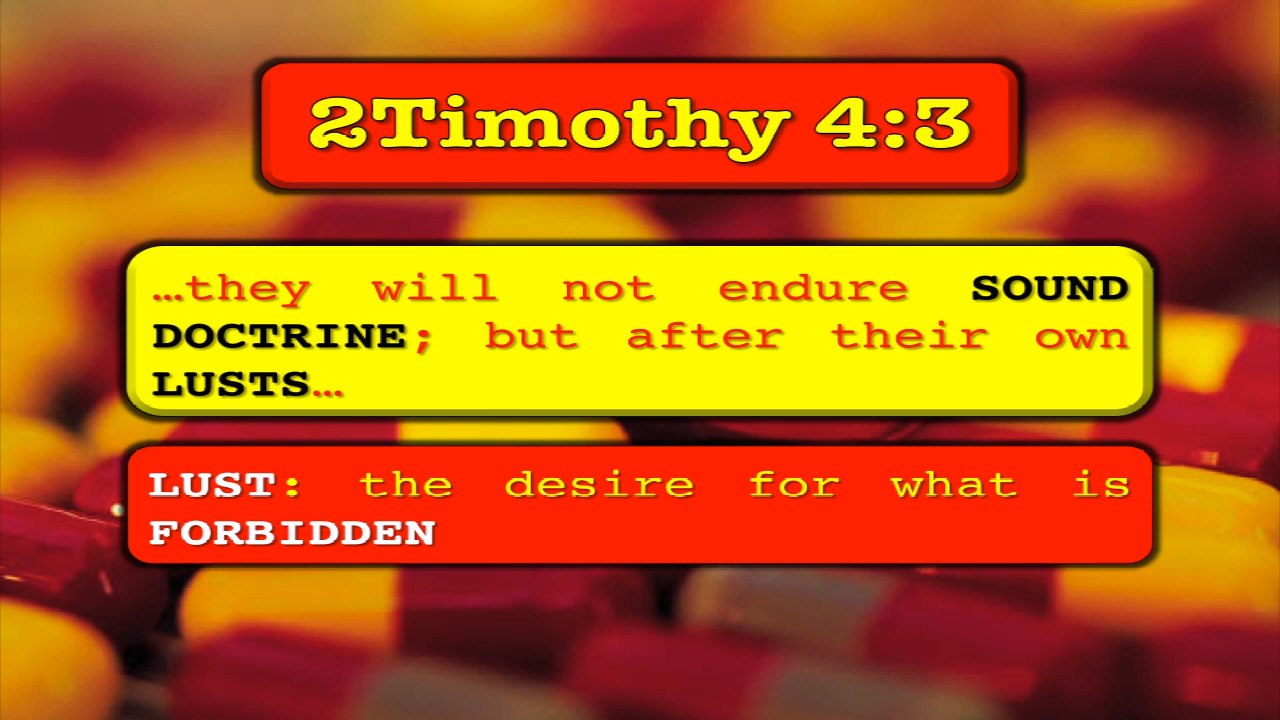 2Timothy 4:3
…they will not endure SOUND
DOCTRINE; but after their own
LUSTS…
LUST: the desire for what is
FORBIDDEN